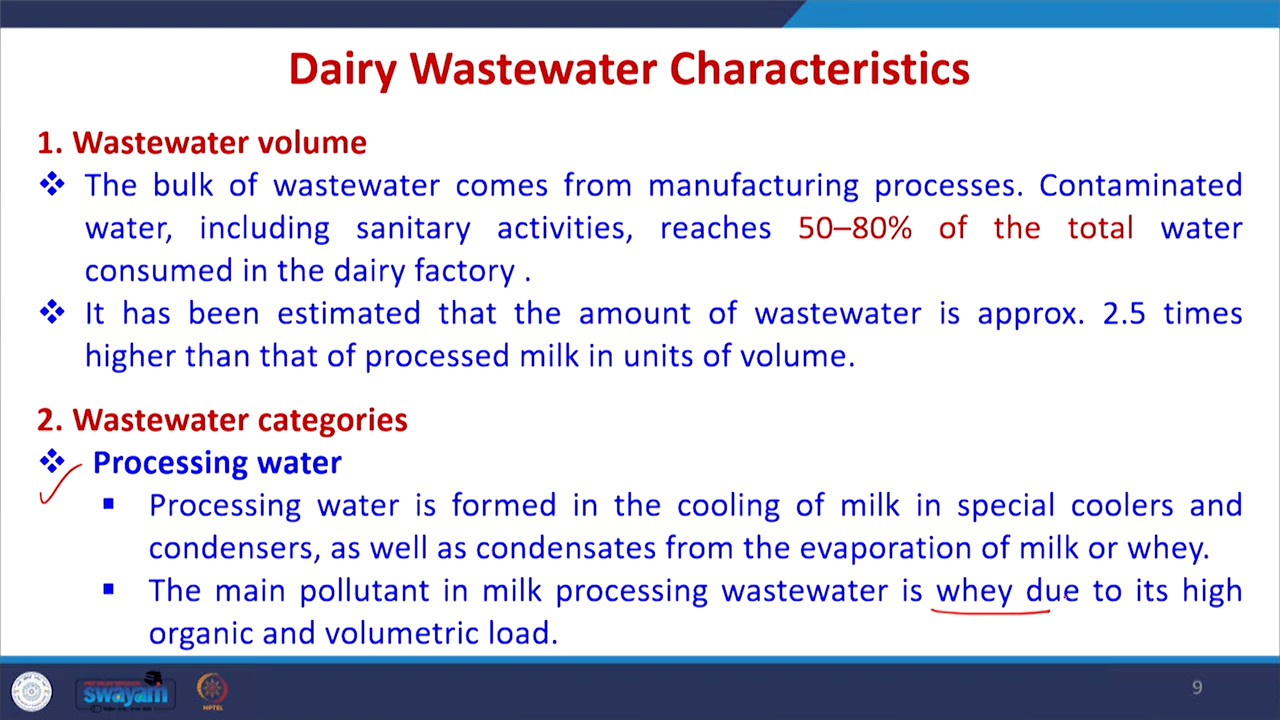 Dairy Wastewater Characteristics
1. Wastewater volume
❖ The bulk of wastewater comes from manufacturing processes. Contaminated
water, including sanitary activities, reaches 50–80% of the total water
consumed in the dairy factory .
❖ It has been estimated that the amount of wastewater is approx. 2.5 times
higher than that of processed milk in units of volume.
2. Wastewater categories
❖ Processing water
▪ Processing water is formed in the cooling of milk in special coolers and
condensers, as well as condensates from the evaporation of milk or whey.
▪ The main pollutant in milk processing wastewater is whey due to its high
organic and volumetric load.
swayam
NPTEL
9